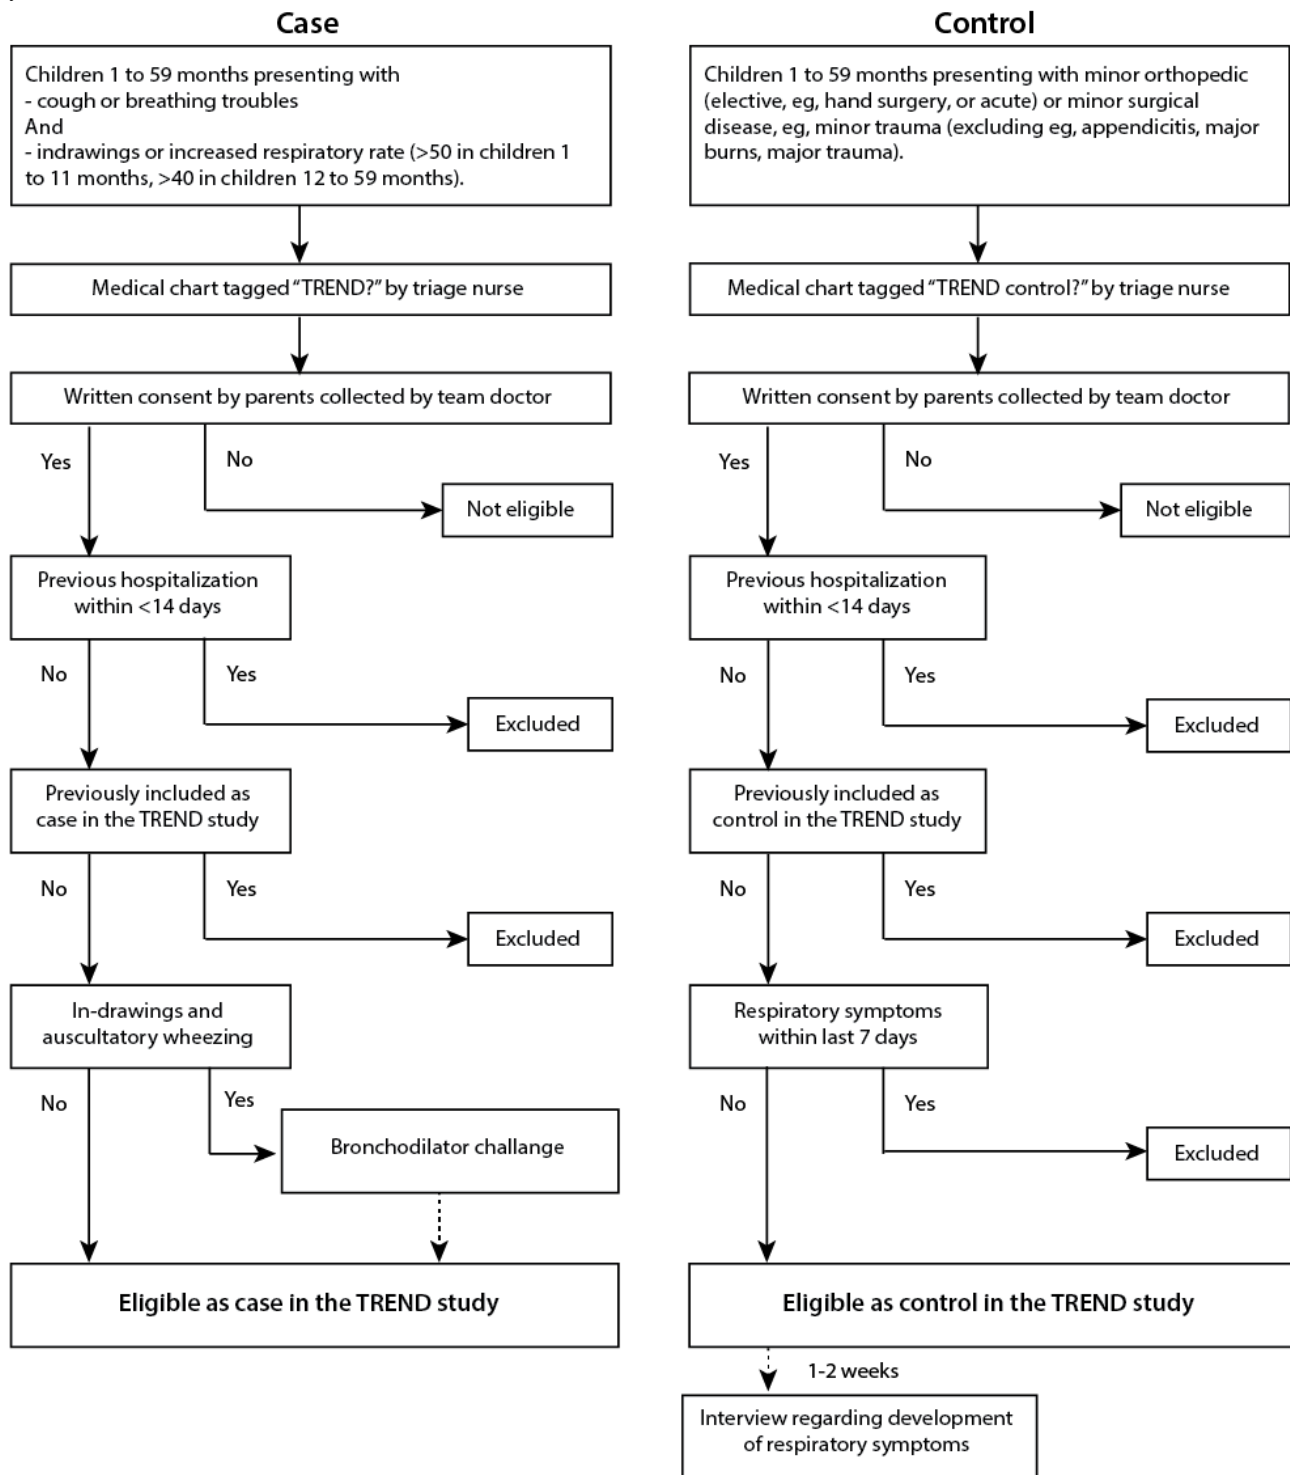 Case
Children 1 to 59 months presenting with
- cough or breathing troubles
And
- indrawings or increased respiratory rate (>50 in children 1
to 11 months, >40 in children 12 to 59 months).
Medical chart tagged “TREND?” by triage nurse
Written consent by parents collected by team doctor
Yes
No
Not eligible
Previous hospitalization
within <14 days
No
Yes
Excluded
Previously included as
case in the TREND study
No
Yes
Excluded
In-drawings and
auscultatory wheezing
No
Yes
Bronchodilator challange
Eligible as case in the TREND study
Control
Children 1 to 59 months presenting with minor orthopedic
(elective, eg, hand surgery, or acute) or minor surgical
disease, eg, minor trauma (excluding eg, appendicitis, major
burns, major trauma).
Medical chart tagged “TREND control?” by triage nurse
Written consent by parents collected by team doctor
Yes
No
Not eligible
Previous hospitalization
within <14 days
No
Yes
Excluded
Previously included as
control in the TREND study
No
Yes
Excluded
Respiratory symptoms
within last 7 days
No
Yes
Excluded
Eligible as control in the TREND study
1-2 weeks
Interview regarding development
of respiratory symptoms